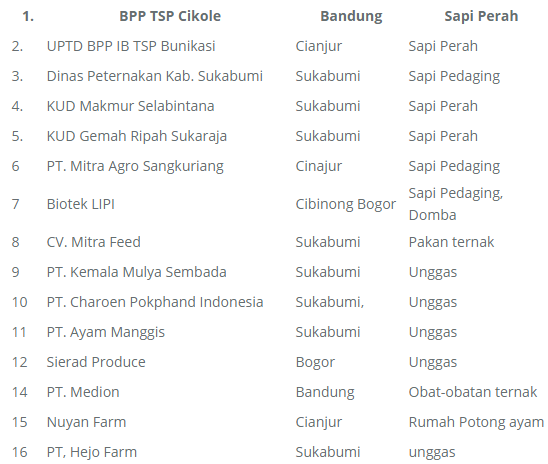 1. BPP TSP Cikole Bandung Sapi Perah
2. UPTD BPP IB TSP Bunikasi Cianjur Sapi Perah
3. Dinas Peternakan Kab. Sukabumi Sukabumi Sapi Pedaging
4. KUD Makmur Selabintana Sukabumi Sapi Perah
5. KUD Gemah Ripah Sukaraja Sukabumi Sapi Perah
6 PT. Mitra Agro Sangkuriang Cinajur Sapi Pedaging
7 Biotek LIPI Cibinong Bogor Sapi Pedaging,
Domba
8 CV. Mitra Feed Sukabumi Pakan ternak
9 PT. Kemala Mulya Sembada Sukabumi Unggas
10 PT. Charoen Pokphand Indonesia Sukabumi, Unggas
11 PT. Ayam Manggis Sukabumi Unggas
12 Sierad Produce Bogor Unggas
14 PT. Medion Bandung Obat-obatan ternak
15 Nuyan Farm Cianjur Rumah Potong ayam
16 PT, Hejo Farm Sukabumi unggas